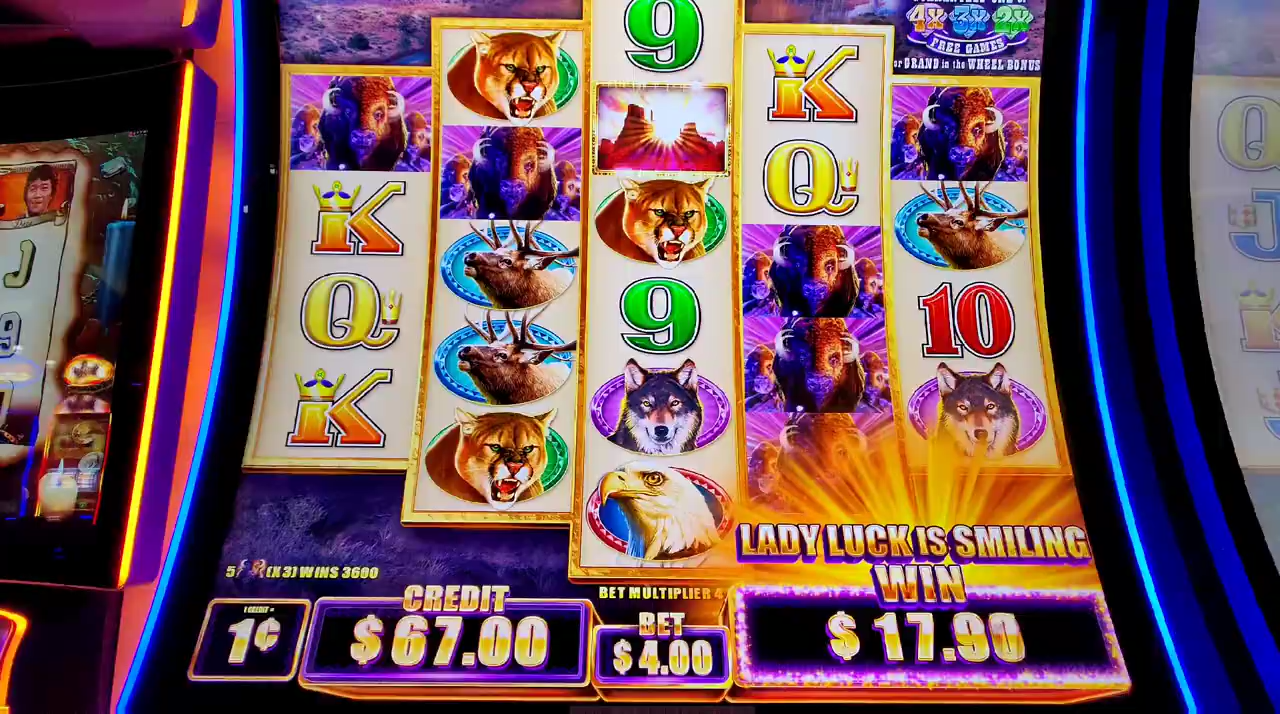 4X 3X 2X
FREE GAMES
or GRAND in the WHEEL BONUS
9
K
Q
K
Q
K
9
10
J
9
Q
J
K
LADY LUCK IS SMILING
5 (X3) WINS 3600
CREDIT
BET MULTIPLIER 4
WIN
1 CREDIT =
1¢
$67.00
BET
$4.00
$17.90